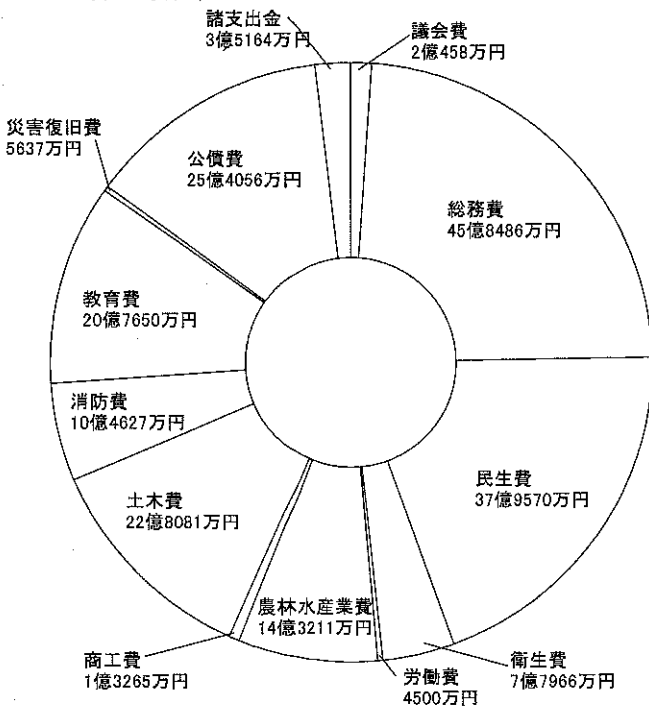 諸支出金
3億5164万円
議会費
2億458万円
総務費
45億8486万円
民生費
37億9570万円
衛生費
7億7966万円
労働費
4500万円
農林水産業費
14億3211万円
商工費
1億3265万円
土木費
22億8081万円
消防費
10億4627万円
教育費
20億7650万円
災害復旧費
5637万円
公債費
25億4056万円